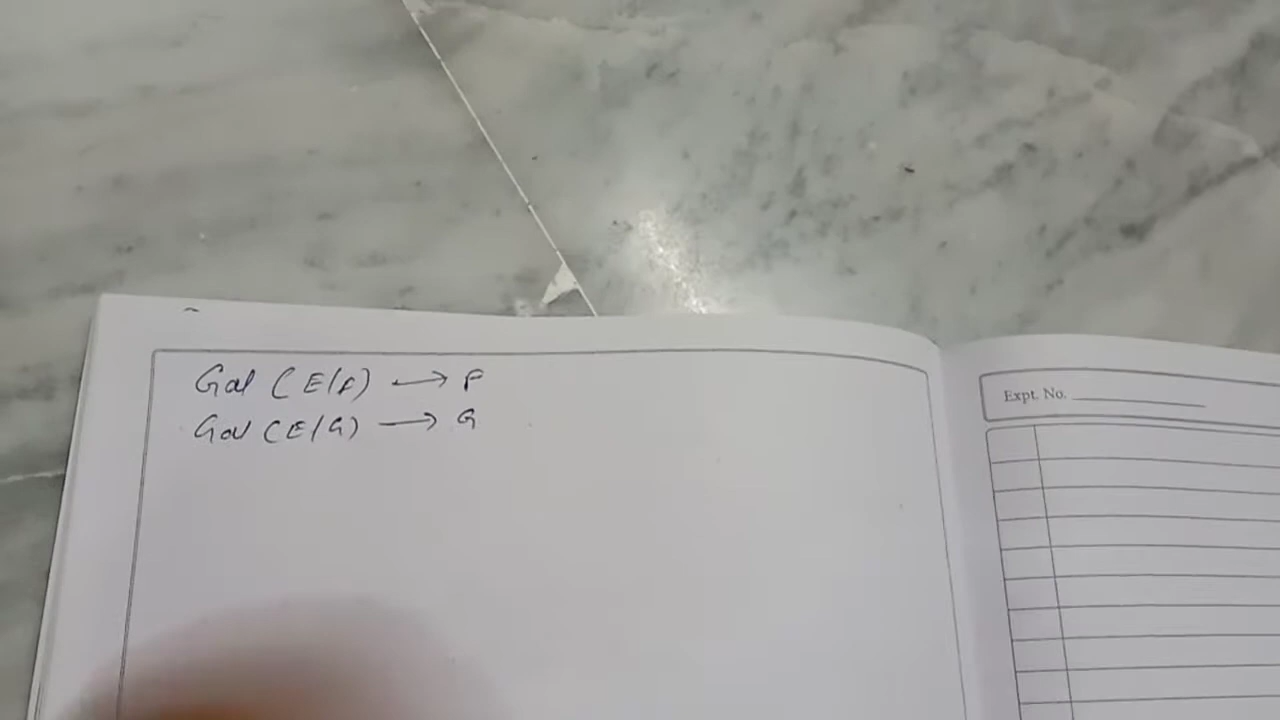 Gal (E/F) → F
Gal (E/G) → G
Expt. No.